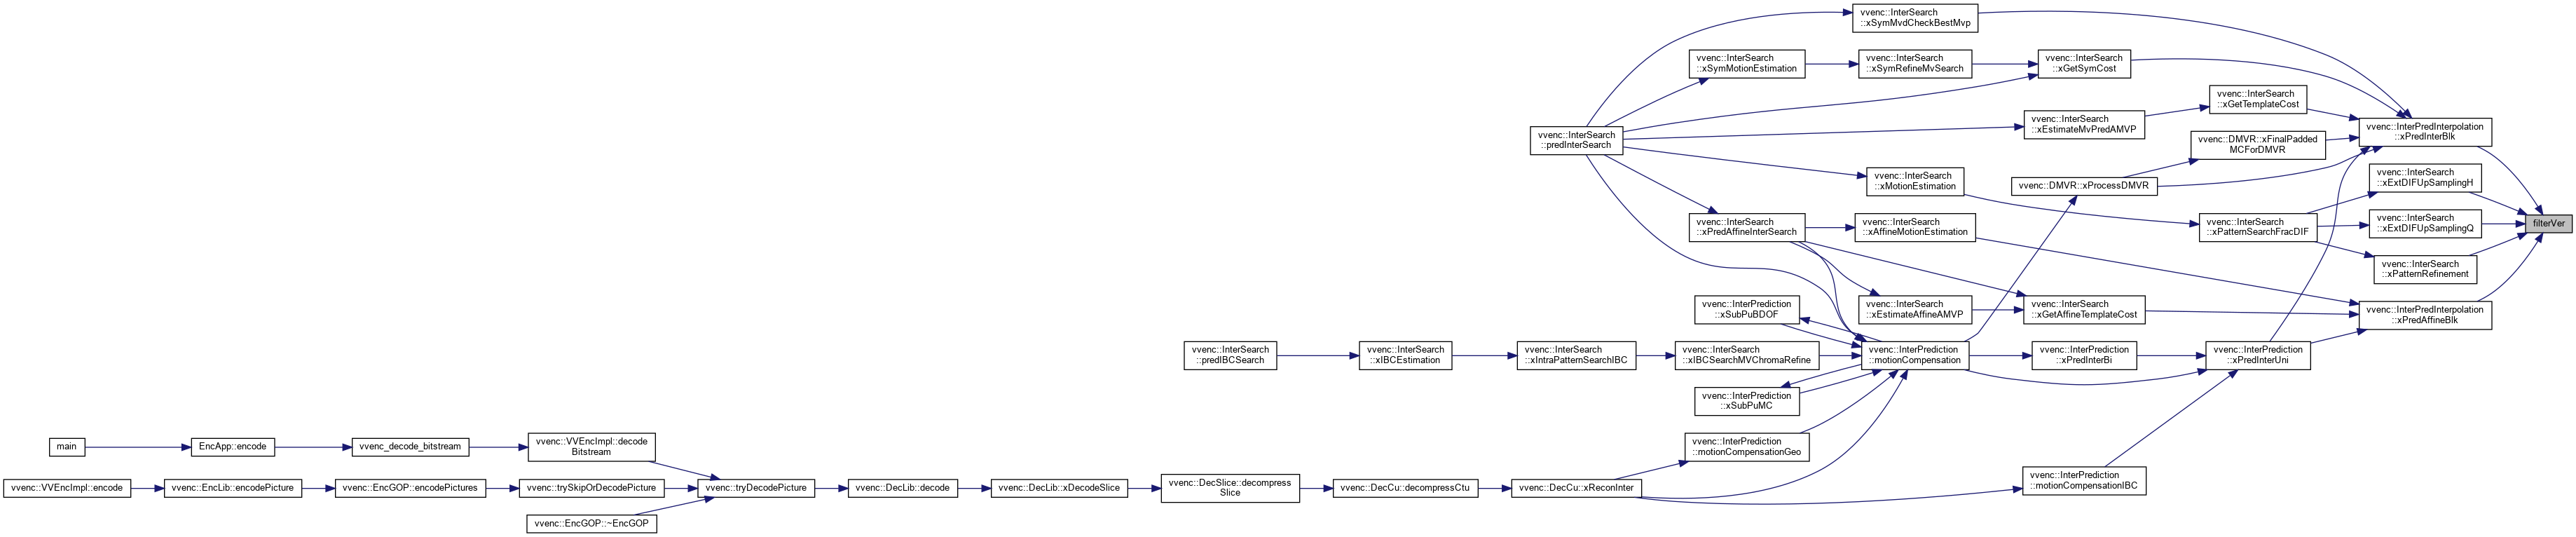 vvenc::InterSearch
::xSymMvdCheckBestMvp
vvenc::InterSearch
::xSymMotionEstimation
vvenc::InterSearch
::xSymRefineMvSearch
vvenc::InterSearch
::xGetSymCost
vvenc::InterSearch
::xGetTemplateCost
vvenc::InterSearch
::predInterSearch
vvenc::InterSearch
::xEstimateMvPredAMVP
vvenc::DMVR::xFinalPadded
MCForDMVR
vvenc::InterPredInterpolation
::xPredInterBlk
vvenc::InterSearch
::xMotionEstimation
vvenc::DMVR::xProcessDMVR
vvenc::InterSearch
::xExtDIFUpSamplingH
vvenc::InterSearch
::xPredAffineInterSearch
vvenc::InterSearch
::xAffineMotionEstimation
vvenc::InterSearch
::xPatternSearchFracDIF
vvenc::InterSearch
::xExtDIFUpSamplingQ
filterVer
vvenc::InterSearch
::xPatternRefinement
vvenc::InterPrediction
::xSubPuBDOF
vvenc::InterSearch
::xEstimateAffineAMVP
vvenc::InterSearch
::xGetAffineTemplateCost
vvenc::InterPredInterpolation
::xPredAffineBlk
vvenc::InterSearch
::predIBCSearch
vvenc::InterSearch
::xIBCEstimation
vvenc::InterSearch
::xIntraPatternSearchIBC
vvenc::InterSearch
::xIBCSearchMVChromaRefine
vvenc::InterPrediction
::motionCompensation
vvenc::InterPrediction
::xPredInterBi
vvenc::InterPrediction
::xPredInterUni
vvenc::InterPrediction
::xSubPuMC
main
EncApp::encode
vvenc_decode_bitstream
vvenc::VVEncImpl::decode
Bitstream
vvenc::InterPrediction
::motionCompensationGeo
vvenc::VVEncImpl::encode
vvenc::EncLib::encodePicture
vvenc::EncGOP::encodePictures
vvenc::trySkipOrDecodePicture
vvenc::tryDecodePicture
vvenc::DecLib::decode
vvenc::DecLib::xDecodeSlice
vvenc::DecSlice::decompress
Slice
vvenc::DecCu::decompressCtu
vvenc::DecCu::xReconInter
vvenc::InterPrediction
::motionCompensationIBC
vvenc::EncGOP::~EncGOP